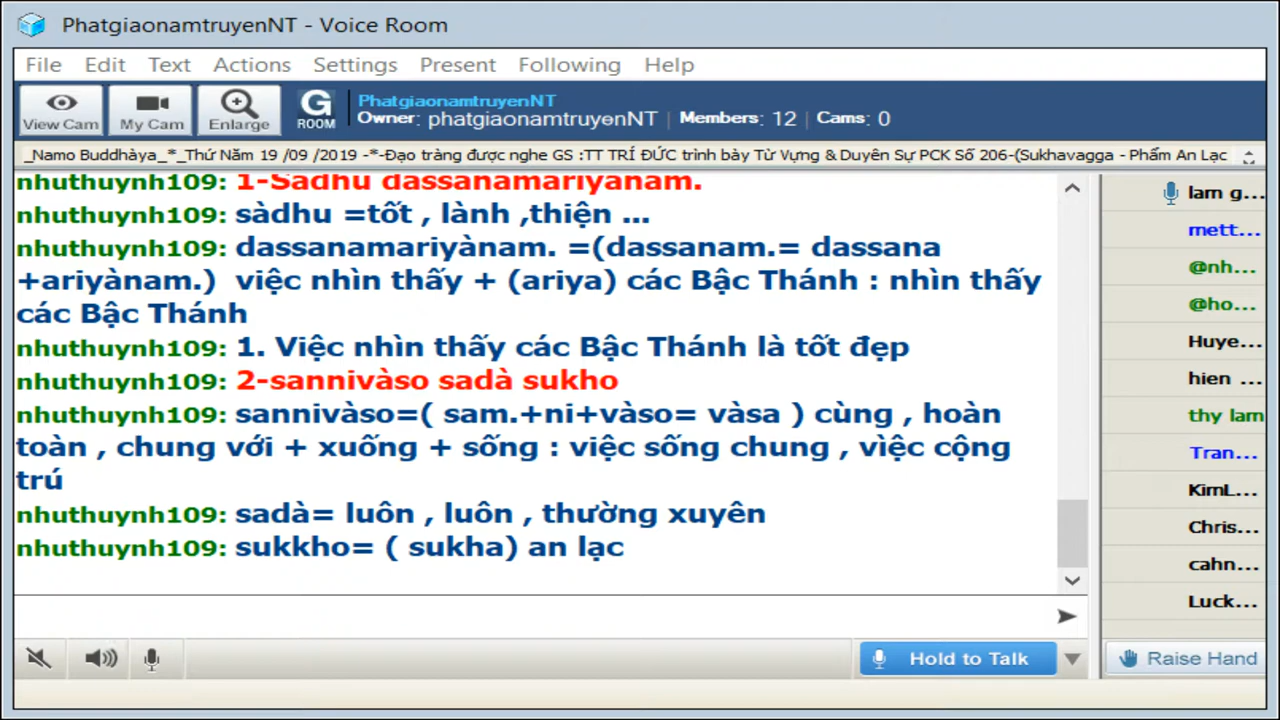 PhatgiaonamtruyenNT - Voice Room
File Edit Text Actions Settings Present Following Help
View Cam My Cam Enlarge G ROOM
PhatgiaonamtruyenNT
Owner: phatgiaonamtruyenNT Members: 12 Cams: 0
_Namo Buddhàya_*_Thứ Năm 19 /09 /2019 -*-Đạo tràng được nghe GS :TT TRÍ ĐỨC trình bày Từ Vựng & Duyên Sự PCK Số 206-(Sukhavagga - Phẩm An Lạc
nhuthuynh109: 1-Sadhu dassanamariyanam.
nhuthuynh109: sàdhu =tốt , lành ,thiện ...
nhuthuynh109: dassanamariyànam. =(dassanam.= dassana
+ariyànam.) việc nhìn thấy + (ariya) các Bậc Thánh : nhìn thấy
các Bậc Thánh
nhuthuynh109: 1. Việc nhìn thấy các Bậc Thánh là tốt đẹp
nhuthuynh109: 2-sannivàso sadà sukho
nhuthuynh109: sannivàso=( sam.+ni+vàso= vàsa ) cùng , hoàn
toàn , chung với + xuống + sống : việc sống chung , vìệc cộng
trú
nhuthuynh109: sadà= luôn , luôn , thường xuyên
nhuthuynh109: sukkho= ( sukha) an lạc
lam g...
mett...
@nh...
@ho...
Huye...
hien ...
thy lam
Tran...
KimL...
Chris...
cahn...
Luck...
Hold to Talk
Raise Hand